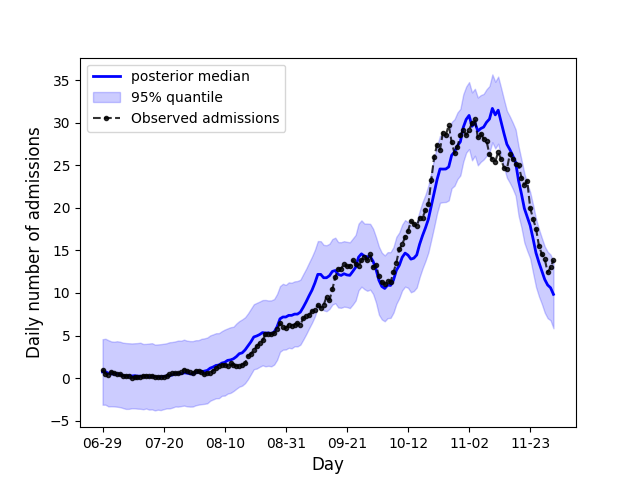 posterior median
95% quantile
Observed admissions
Daily number of admissions
35
30
25
20
15
10
5
0
−5
06-29 07-20 08-10 08-31 09-21 10-12 11-02 11-23
Day